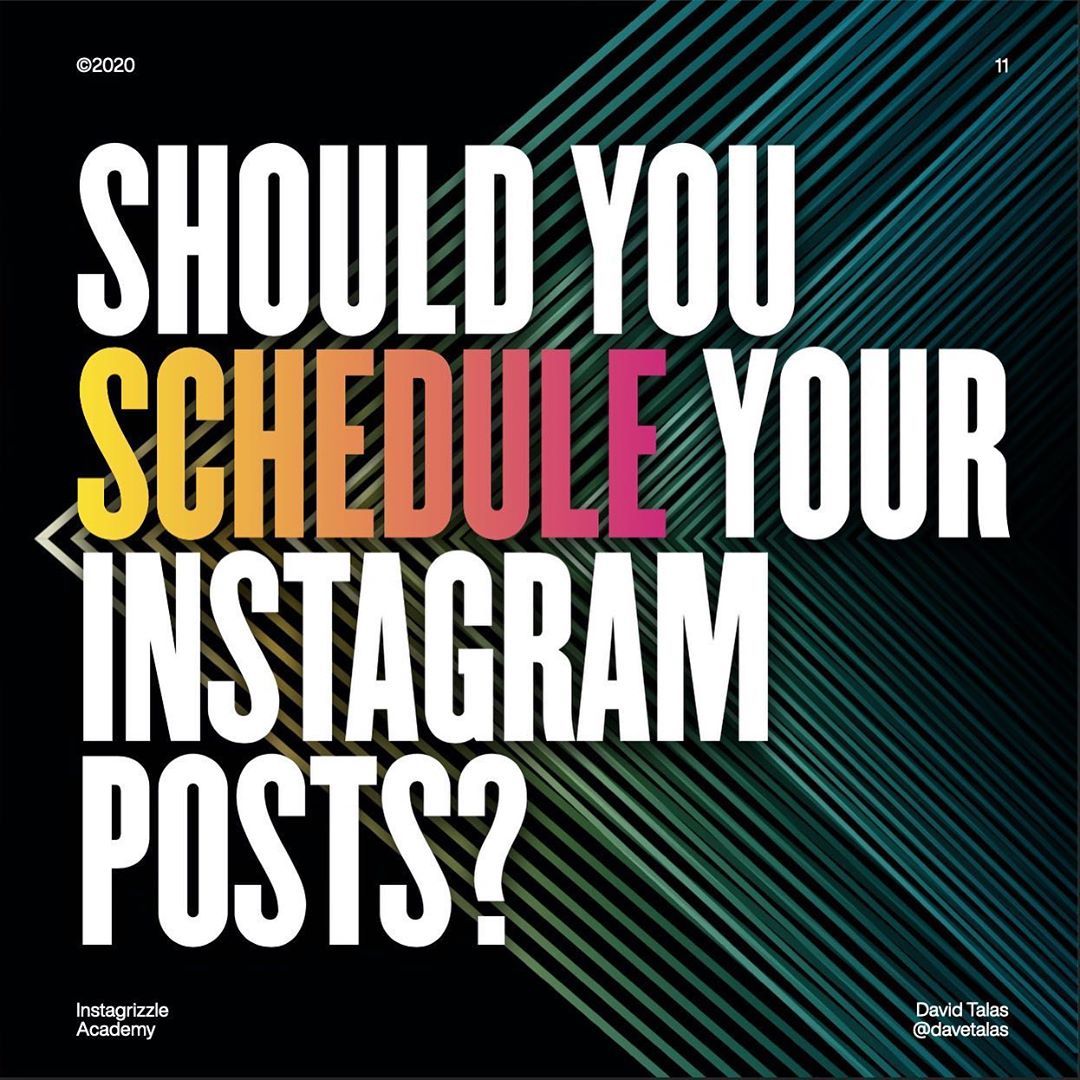 ©2020
11
SHOULD YOU
SCHEDULE YOUR
INSTAGRAM
POSTS?
Instagrizzle
Academy
David Talas
@davetalas